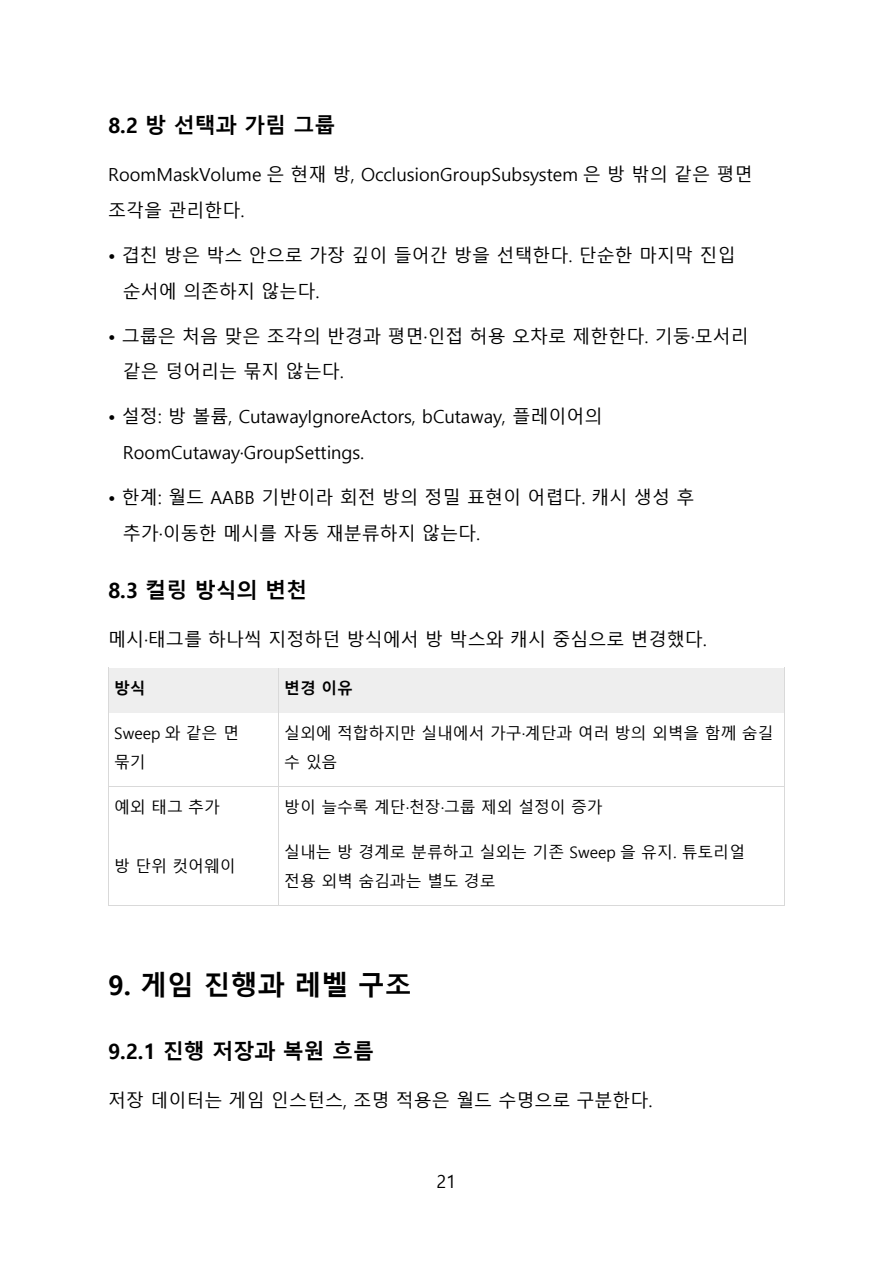 8.2 방 선택과 가림 그룹
RoomMaskVolume 은 현재 방, OcclusionGroupSubsystem 은 방 밖의 같은 평면
조각을 관리한다.
• 겹친 방은 박스 안으로 가장 깊이 들어간 방을 선택한다. 단순한 마지막 진입
순서에 의존하지 않는다.
• 그룹은 처음 맞은 조각의 반경과 평면·인접 허용 오차로 제한한다. 기둥·모서리
같은 덩어리는 묶지 않는다.
• 설정: 방 볼륨, CutawayIgnoreActors, bCutaway, 플레이어의
RoomCutaway·GroupSettings.
• 한계: 월드 AABB 기반이라 회전 방의 정밀 표현이 어렵다. 캐시 생성 후
추가·이동한 메시를 자동 재분류하지 않는다.
8.3 컬링 방식의 변천
메시·태그를 하나씩 지정하던 방식에서 방 박스와 캐시 중심으로 변경했다.
방식 변경 이유
Sweep 와 같은 면
묶기
실외에 적합하지만 실내에서 가구·계단과 여러 방의 외벽을 함께 숨길
수 있음
예외 태그 추가 방이 늘수록 계단·천장·그룹 제외 설정이 증가
방 단위 컷어웨이
실내는 방 경계로 분류하고 실외는 기존 Sweep 을 유지. 튜토리얼
전용 외벽 숨김과는 별도 경로
9. 게임 진행과 레벨 구조
9.2.1 진행 저장과 복원 흐름
저장 데이터는 게임 인스턴스, 조명 적용은 월드 수명으로 구분한다.
21